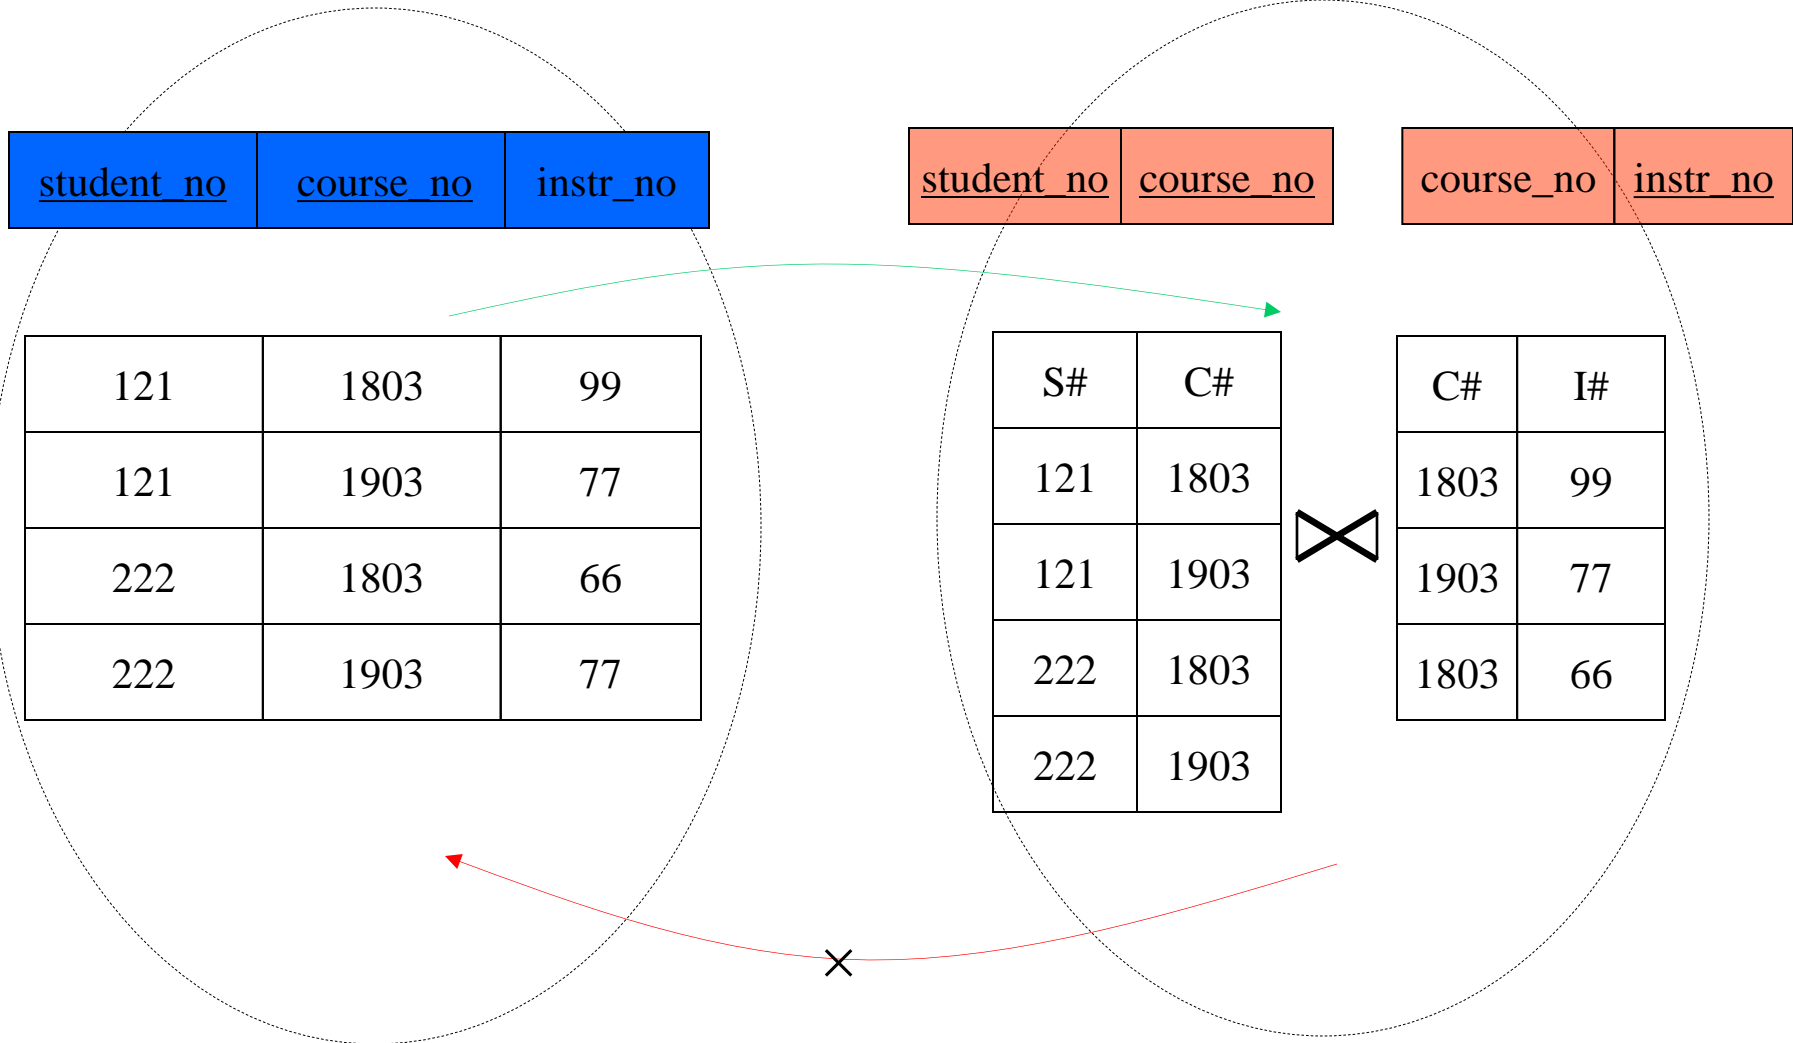 student_no course_no instr_no
student_no course_no
course_no instr_no
121 1803 99
121 1903 77
222 1803 66
222 1903 77
S# C#
121 1803
121 1903
222 1803
222 1903
C# I#
1803 99
1903 77
1803 66